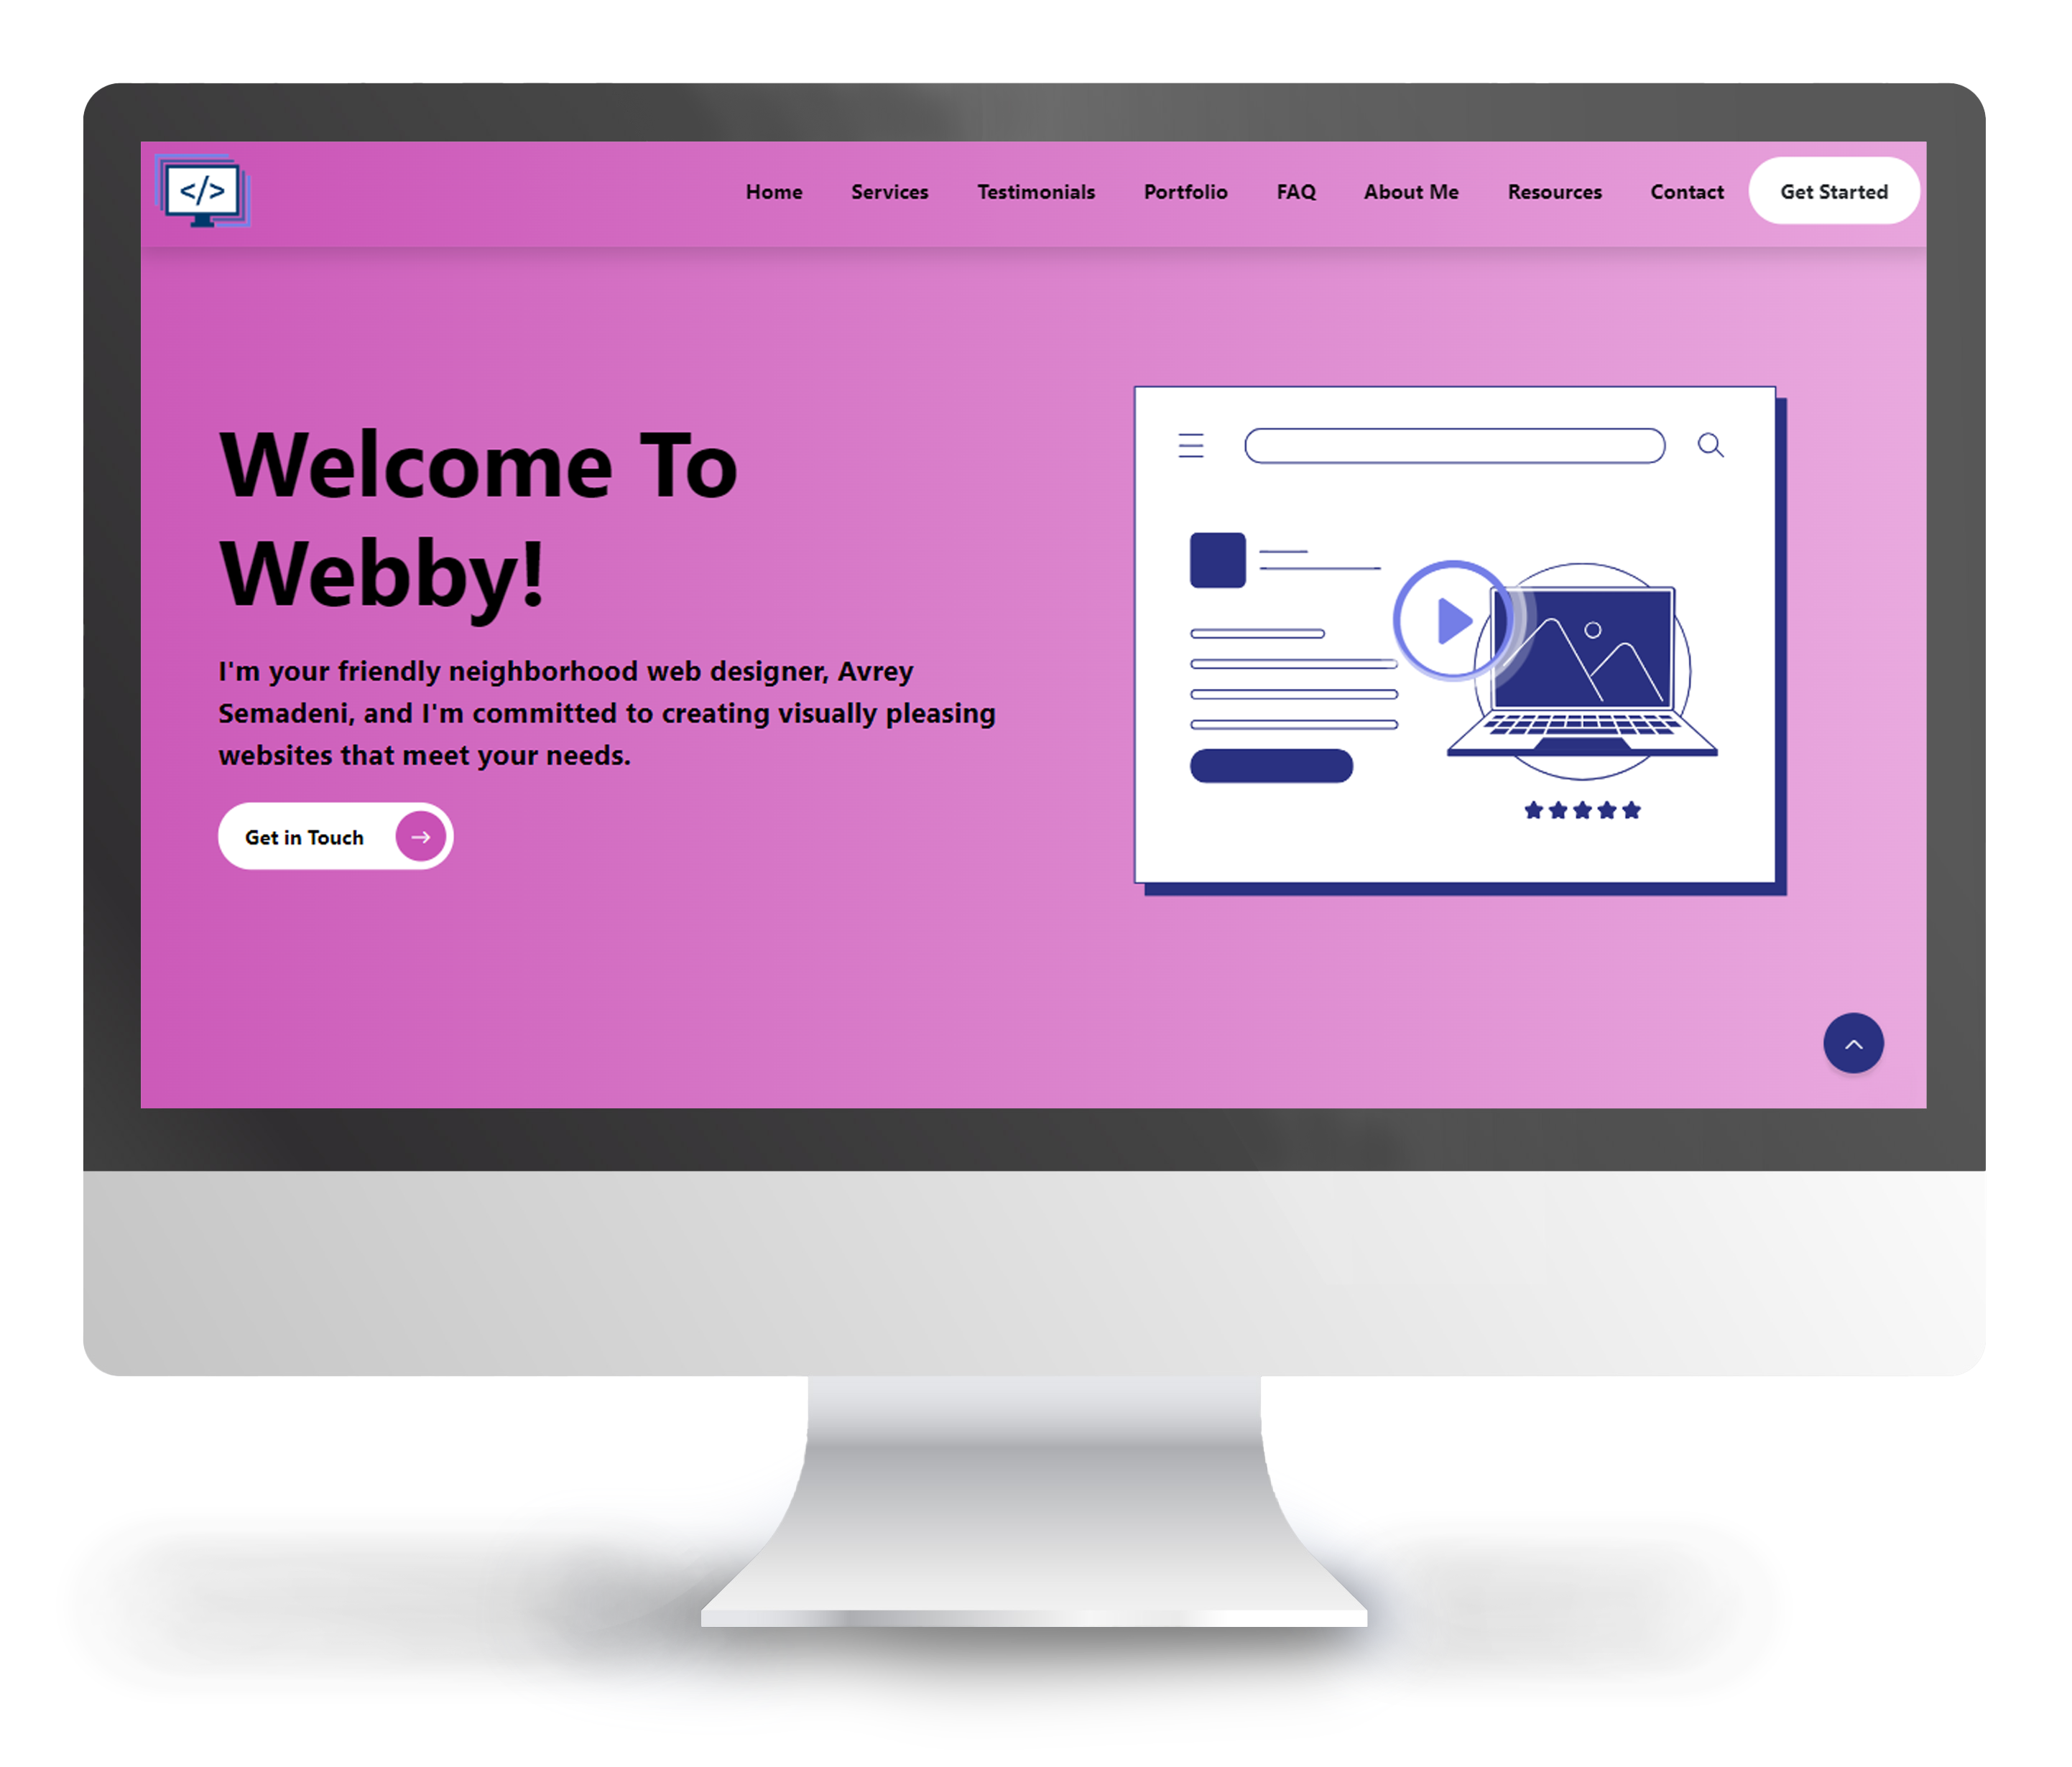 </>
Home Services Testimonials Portfolio FAQ About Me Resources Contact Get Started
Welcome To
Webby!
I'm your friendly neighborhood web designer, Avrey
Semadeni, and I'm committed to creating visually pleasing
websites that meet your needs.
Get in Touch